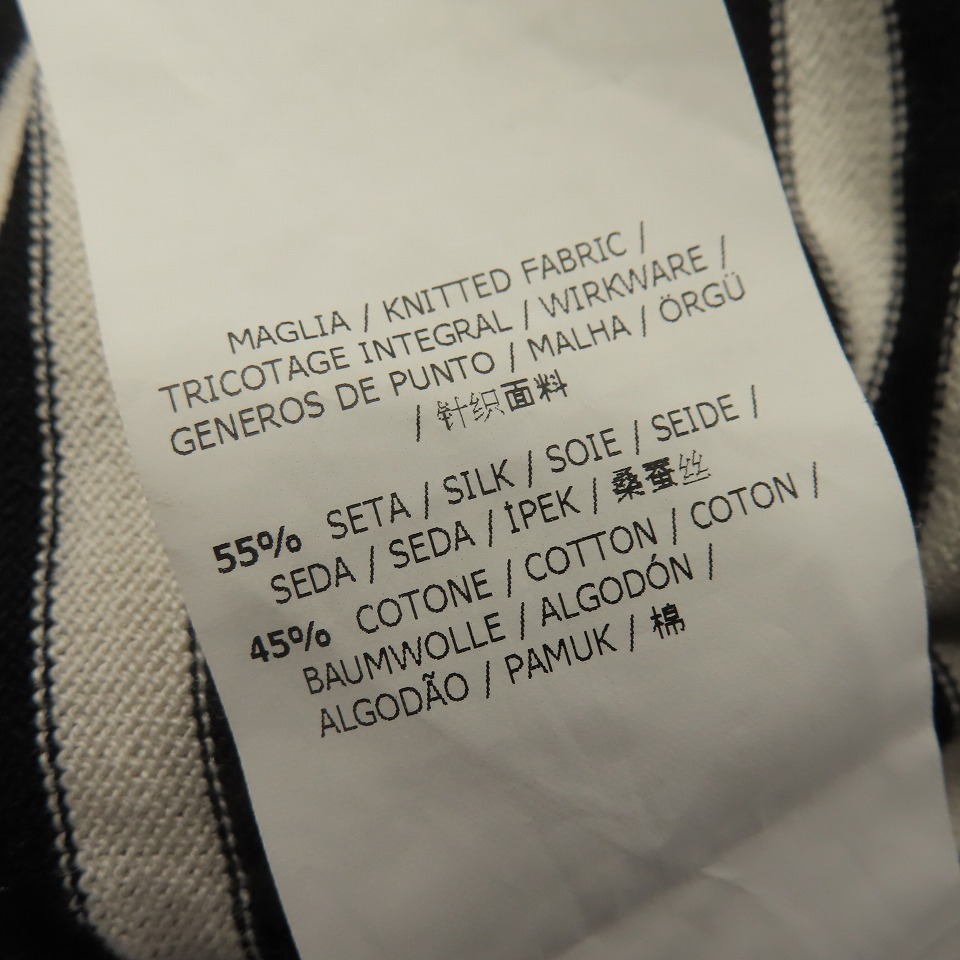 MAGLIA / KNITTED FABRIC /
TRICOTAGE INTEGRAL / WIRKWARE /
GENEROS DE PUNTO / MALHA / ÖRGÜ
/ 针织面料
55% SETA / SILK / SOIE / SEIDE /
SEDA / SEDA / İPEK / 桑蚕丝
45% COTONE / COTTON / COTON /
BAUMWOLLE / ALGODÓN /
ALGODÃO / PAMUK / 棉